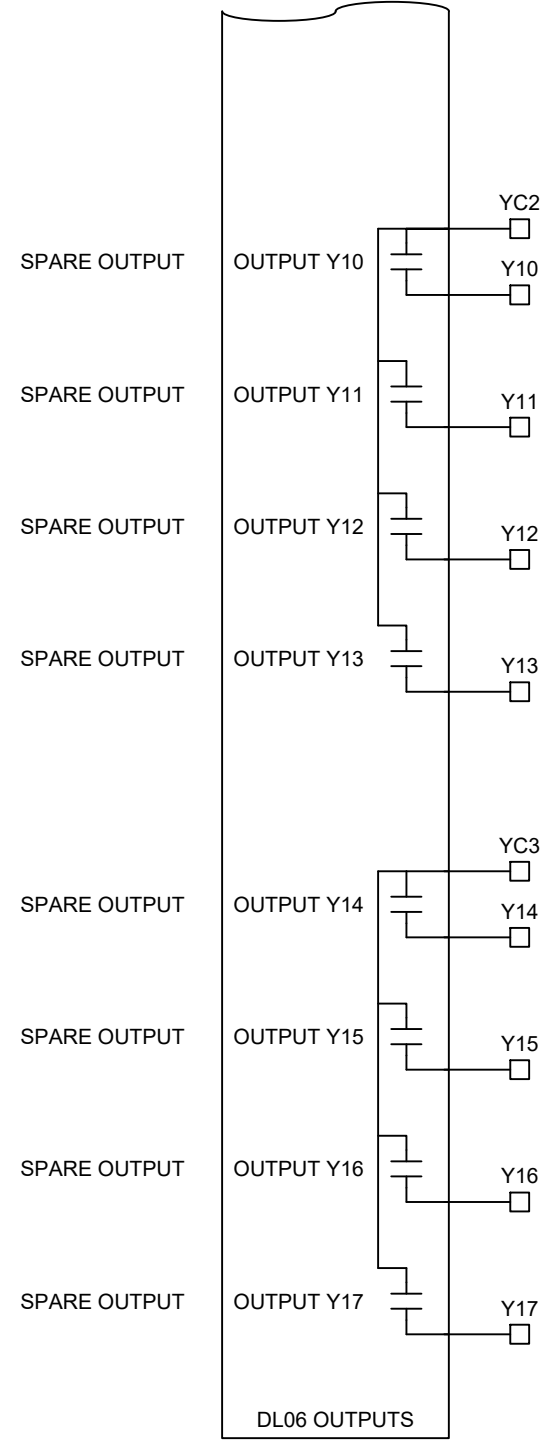 YC2
SPARE OUTPUT OUTPUT Y10 Y10
SPARE OUTPUT OUTPUT Y11 Y11
SPARE OUTPUT OUTPUT Y12 Y12
SPARE OUTPUT OUTPUT Y13 Y13
YC3
SPARE OUTPUT OUTPUT Y14 Y14
SPARE OUTPUT OUTPUT Y15 Y15
SPARE OUTPUT OUTPUT Y16 Y16
SPARE OUTPUT OUTPUT Y17 Y17
DL06 OUTPUTS